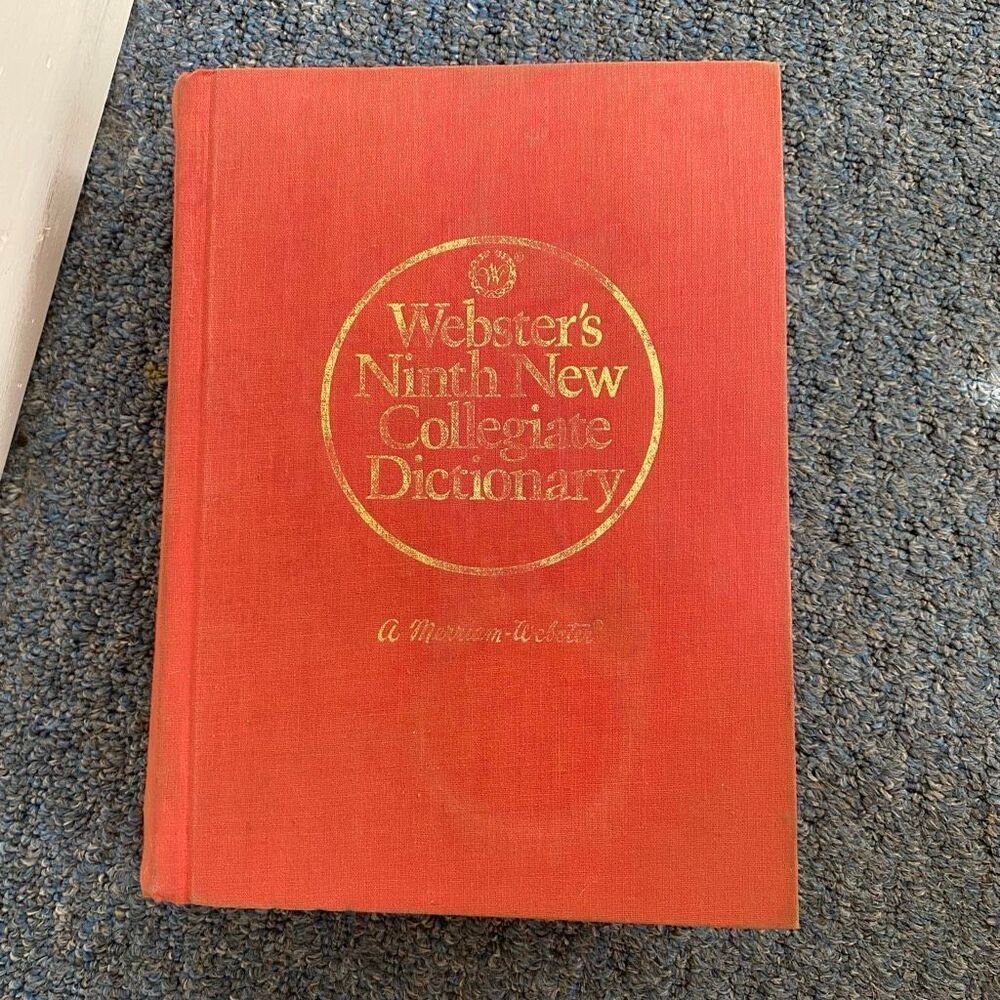 W®
Webster's
Ninth New
Collegiate
Dictionary
A Merriam-Webster®